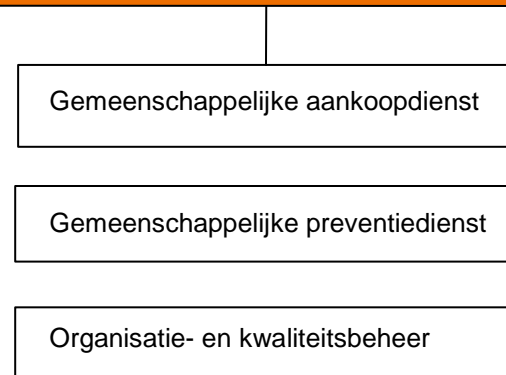 Gemeenschappelijke aankoopdienst
Gemeenschappelijke preventiedienst
Organisatie- en kwaliteitsbeheer